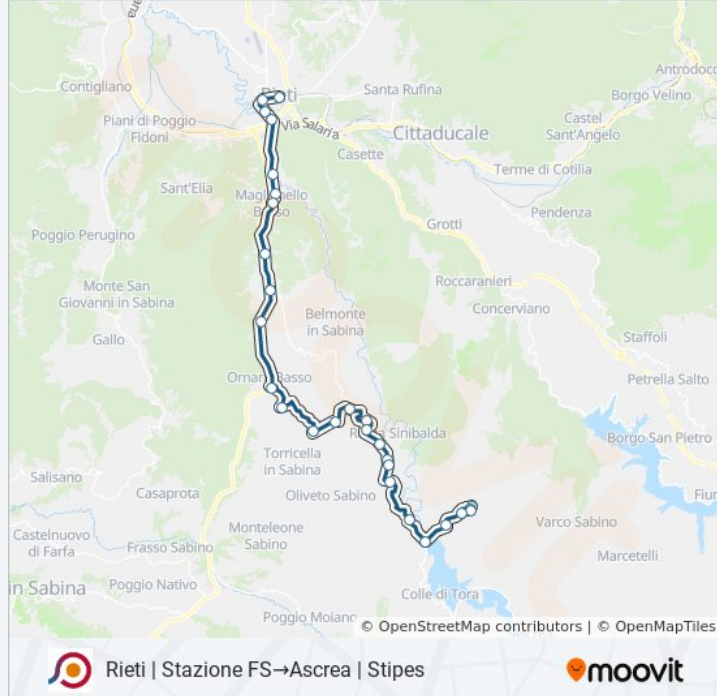 Contigliano
Rieti
Santa Rufina
Antrodoco
Borgo Velino
Piani di Poggio
Fidoni
Via Salaria
Cittaducale
Castel
Sant'Angelo
Casette
Terme di Cotilia
Sant'Elia
Pendenza
Poggio Perugino
Grotti
Monte San
Giovanni in Sabina
Roccaranieri
Concerviano
Belmonte
in Sabina
Gallo
Staffoli
Petrella Salto
Borgo San Pietro
Sinibalda
Torricella
in Sabina
Salisano
Casaprota
Oliveto Sabino
Varco Sabino
Castelnuovo
di Farfa
Frasso Sabino
Monteleone
Sabino
Marcetelli
in Sabina
Poggio Nativo
Colle di Tora
Poggio Moiano
© OpenStreetMap contributors | © OpenMapTiles
Rieti | Stazione FS→Ascrea | Stipes
moovit